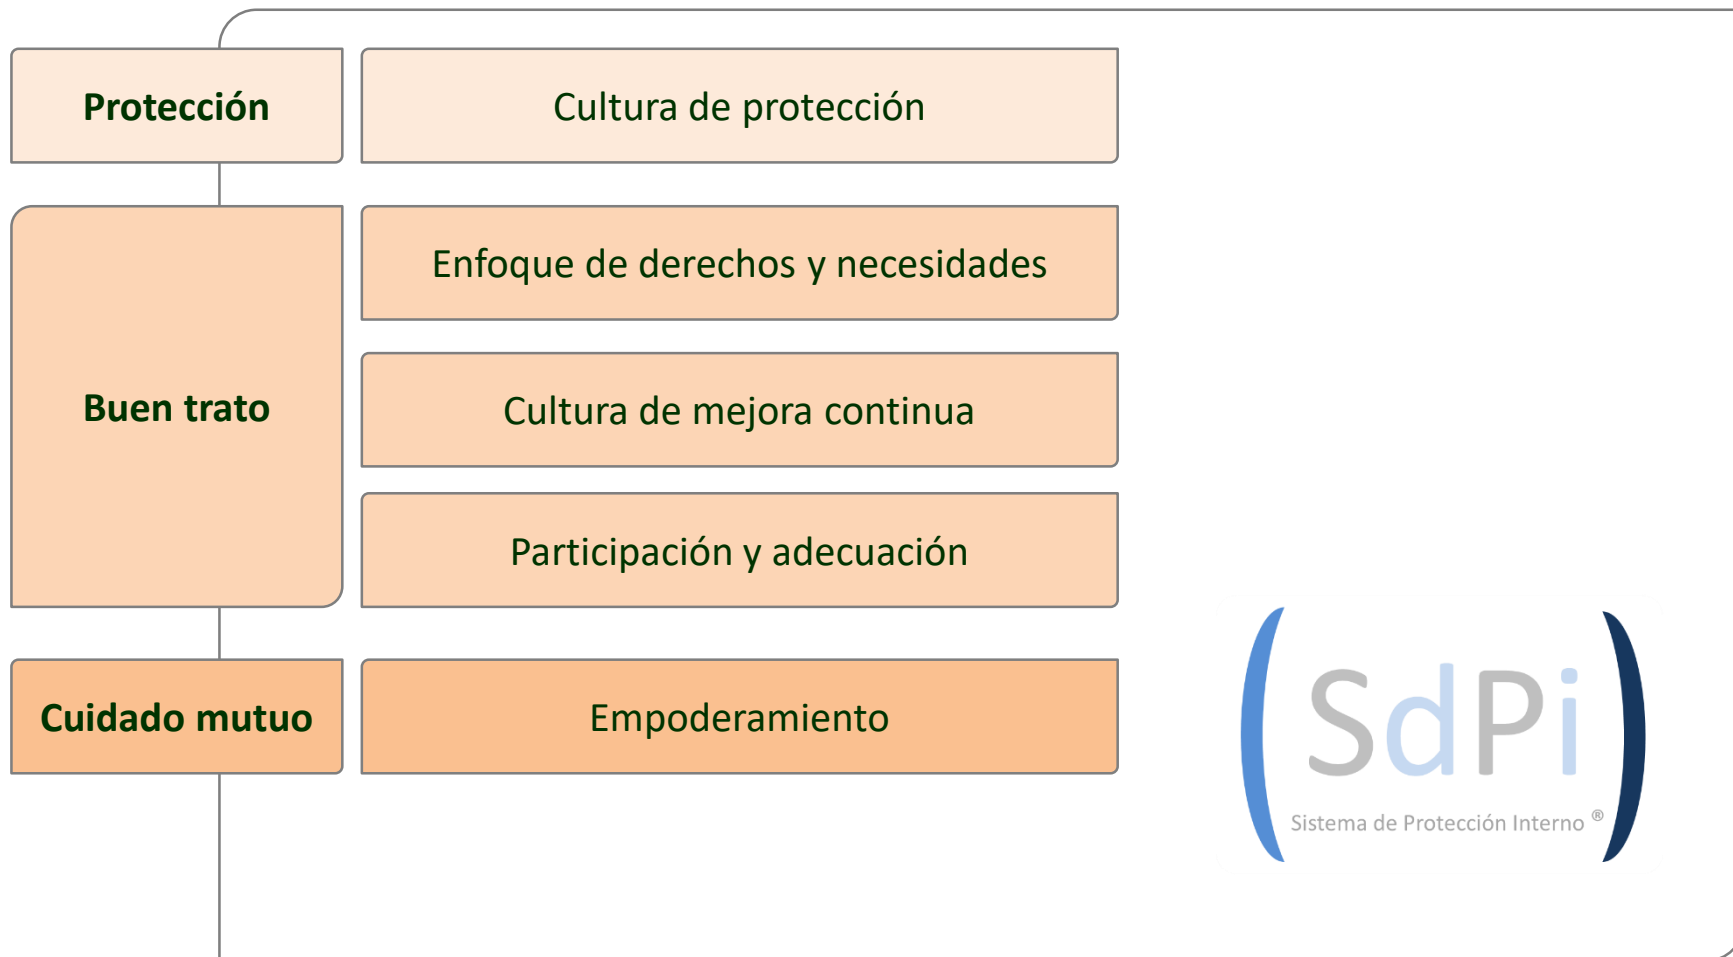 Protección
Cultura de protección
Buen trato
Enfoque de derechos y necesidades
Cultura de mejora continua
Participación y adecuación
Cuidado mutuo
Empoderamiento
(SdPi)
Sistema de Protección Interno ®